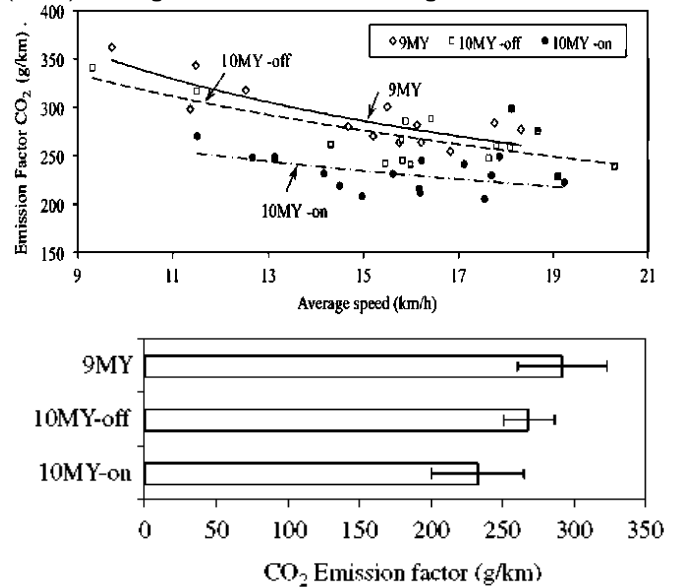 400
350
300
250
200
150
Emission Factor CO2 (g/km) .
◇9MY □10MY-off ●10MY-on
10MY -off
9MY
10MY -on
9 11 13 15 17 19 21
Average speed (km/h)
9MY
10MY-off
10MY-on
0 50 100 150 200 250 300 350
CO2 Emission factor (g/km)